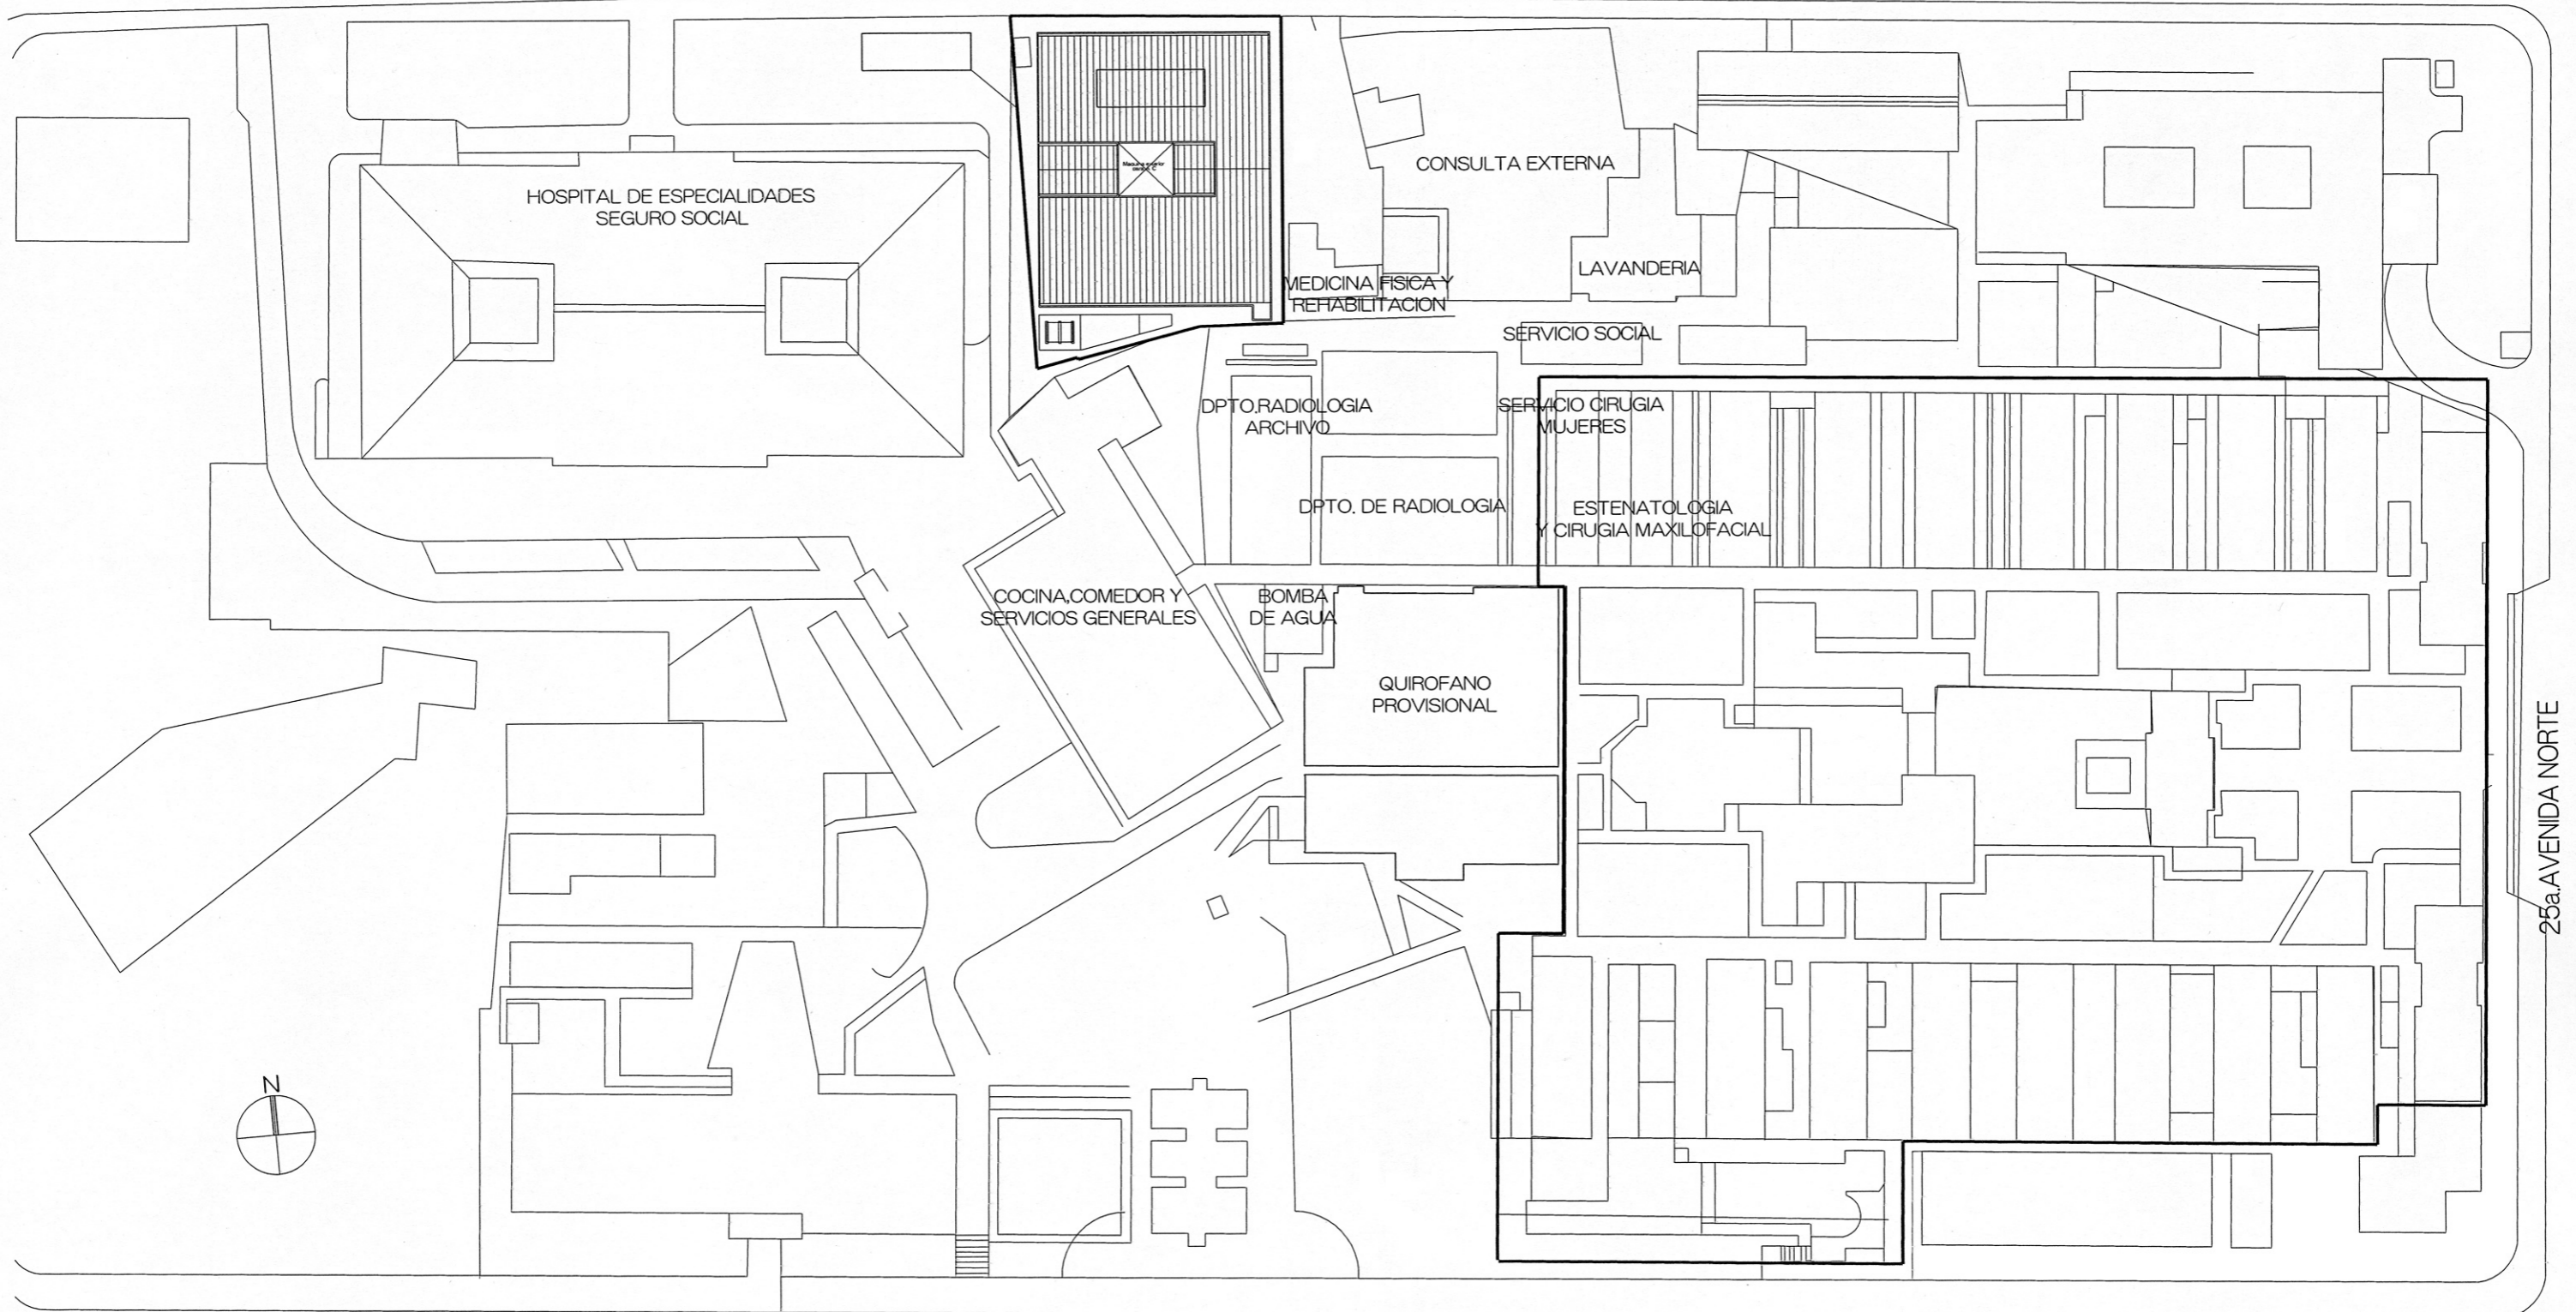 HOSPITAL DE ESPECIALIDADES
SEGURO SOCIAL
CONSULTA EXTERNA
LAVANDERIA
MEDICINA FISICA Y
REHABILITACION
SERVICIO SOCIAL
DPTO.RADIOLOGIA
ARCHIVO
SERVICIO CIRUGIA
MUJERES
DPTO. DE RADIOLOGIA
ESTENATOLOGIA
Y CIRUGIA MAXILOFACIAL
COCINA,COMEDOR Y
SERVICIOS GENERALES
BOMBA
DE AGUA
QUIROFANO
PROVISIONAL
25a.AVENIDA NORTE
N